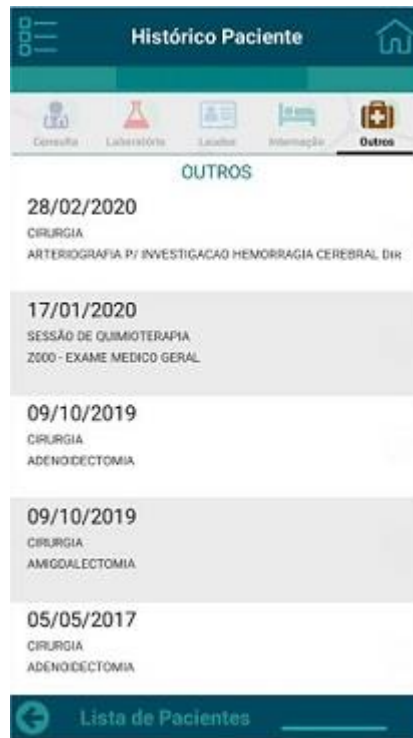 Histórico Paciente
Consulta Laboratório Laudos Internação Outros
OUTROS
28/02/2020
CIRURGIA
ARTERIOGRAFIA P/ INVESTIGACAO HEMORRAGIA CEREBRAL DIR
17/01/2020
SESSÃO DE QUIMIOTERAPIA
Z000 - EXAME MEDICO GERAL
09/10/2019
CIRURGIA
ADENOIDECTOMIA
09/10/2019
CIRURGIA
AMIGDALECTOMIA
05/05/2017
CIRURGIA
ADENOIDECTOMIA
Lista de Pacientes